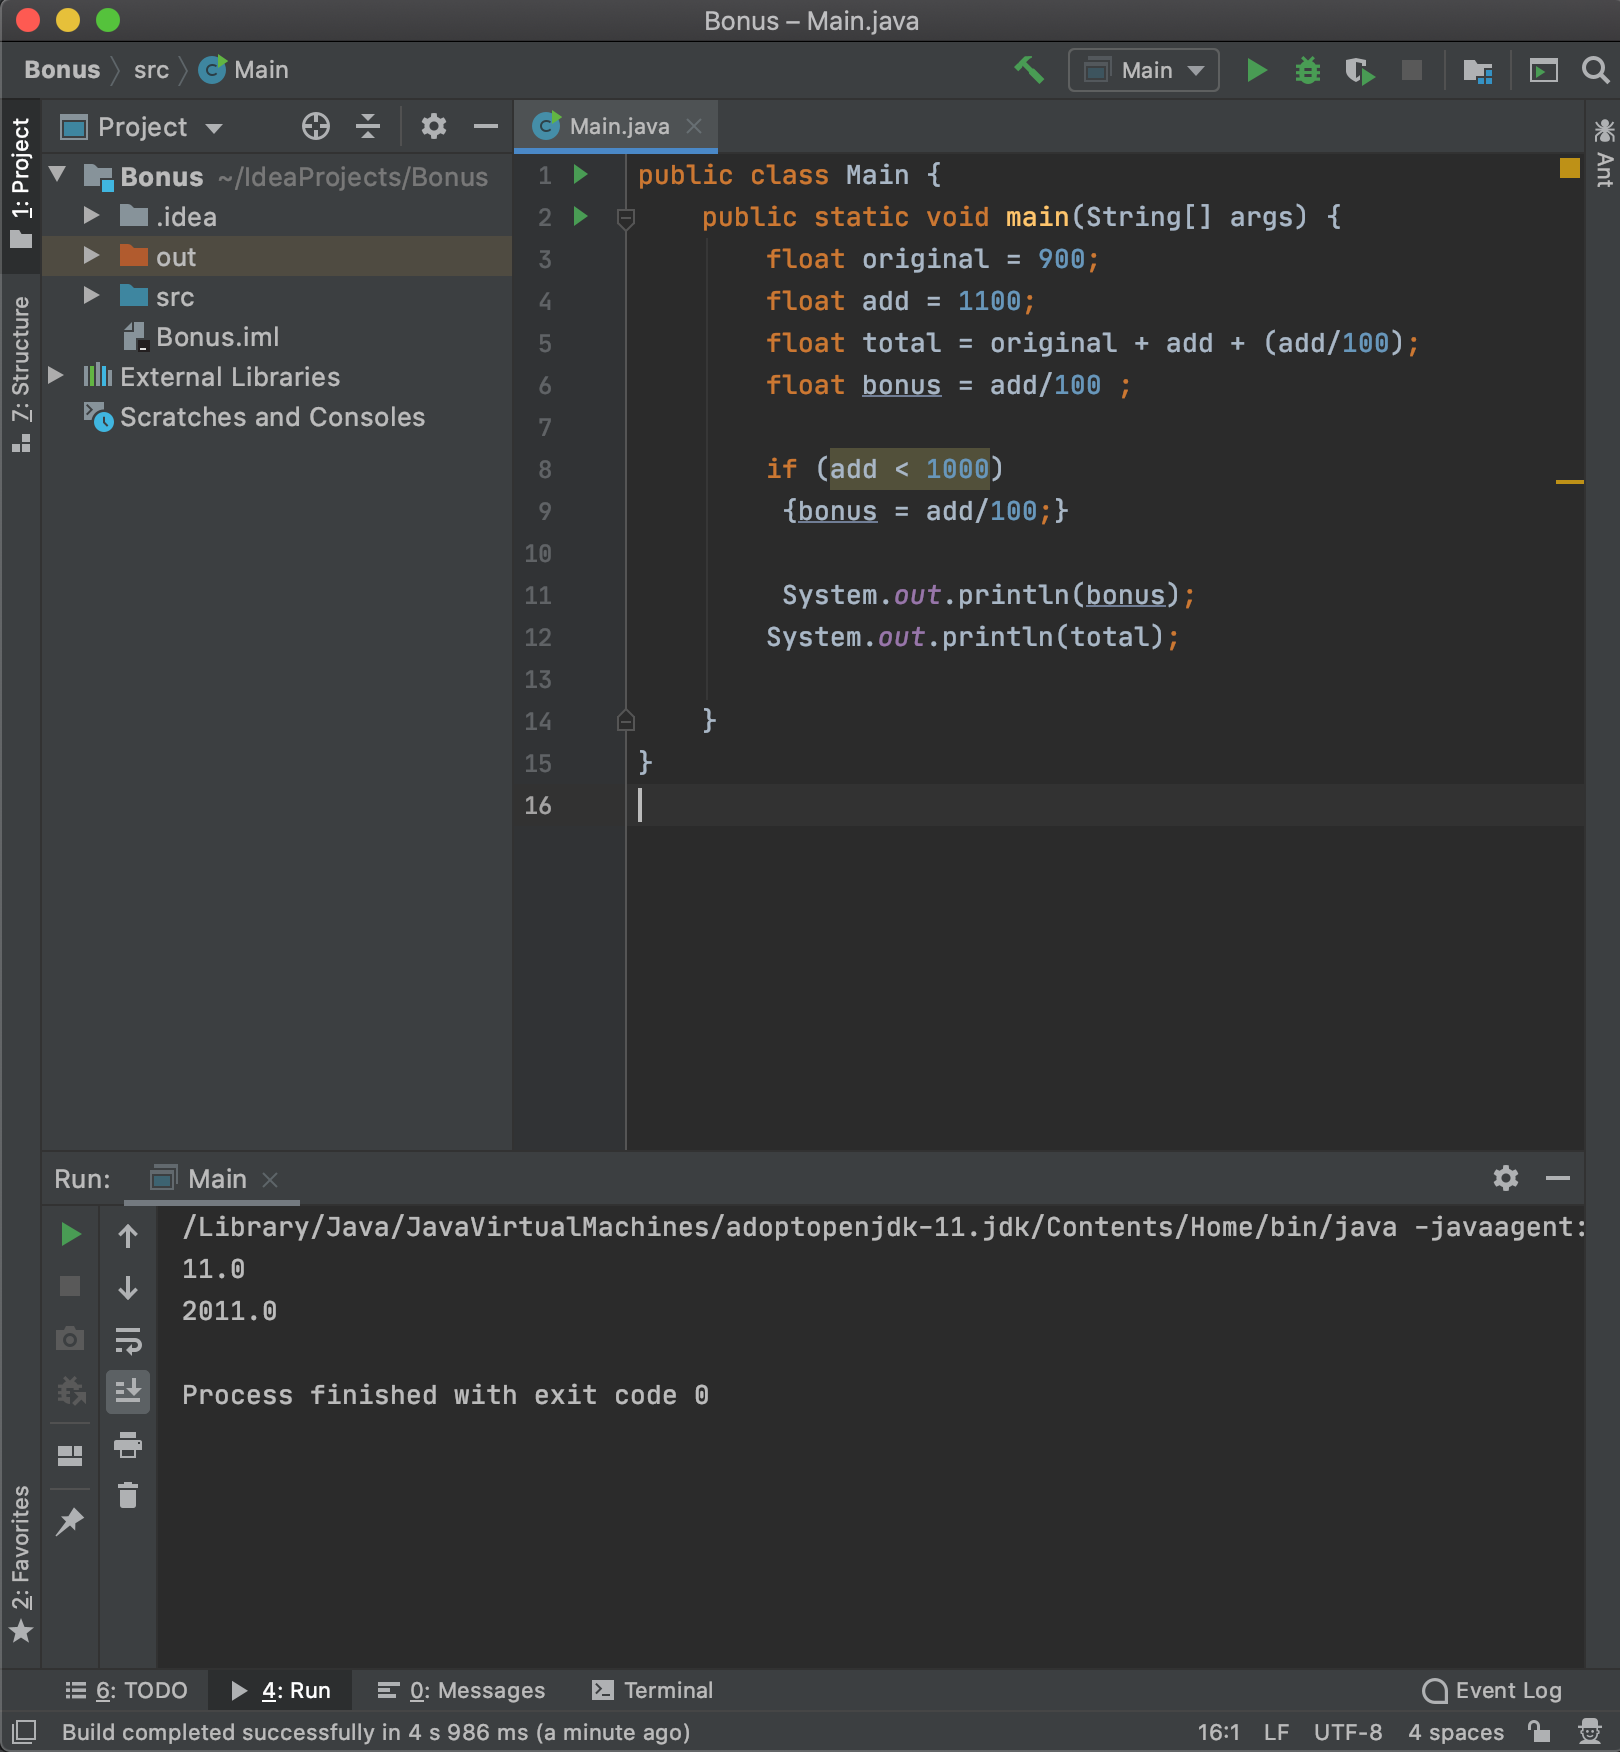 Bonus – Main.java
Bonus src Main
Main
1: Project
7: Structure
2: Favorites
Project
Bonus ~/IdeaProjects/Bonus
.idea
out
src
Bonus.iml
External Libraries
Scratches and Consoles
Main.java
Ant
1 public class Main {
2 public static void main(String[] args) {
3 float original = 900;
4 float add = 1100;
5 float total = original + add + (add/100);
6 float bonus = add/100 ;
7
8 if (add < 1000)
9 {bonus = add/100;}
10
11 System.out.println(bonus);
12 System.out.println(total);
13
14 }
15 }
16
Run: Main
/Library/Java/JavaVirtualMachines/adoptopenjdk-11.jdk/Contents/Home/bin/java -javaagent:
11.0
2011.0
Process finished with exit code 0
6: TODO 4: Run 0: Messages Terminal Event Log
Build completed successfully in 4 s 986 ms (a minute ago) 16:1 LF UTF-8 4 spaces